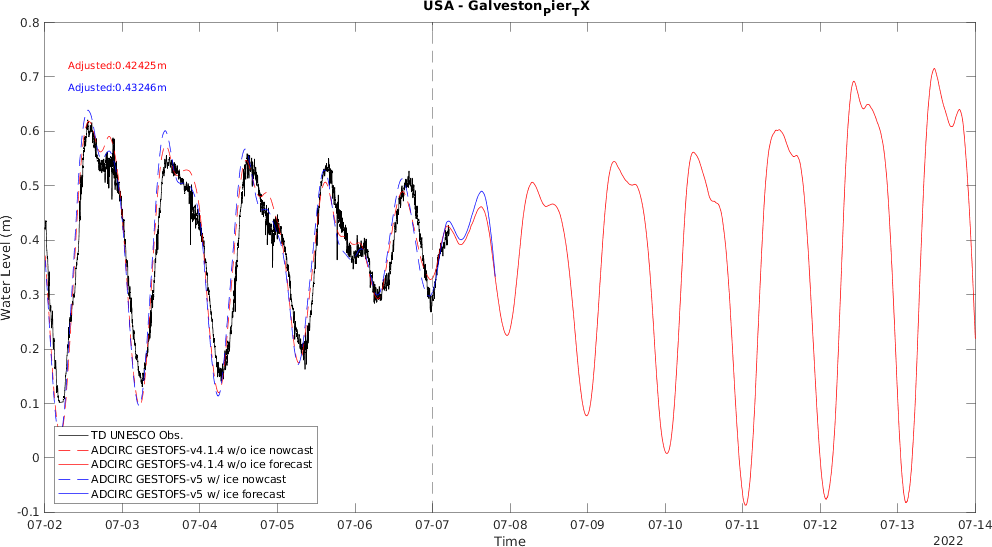 USA - Galveston_Pier_TX
Adjusted:0.42425m
Adjusted:0.43246m
0.8
0.7
0.6
0.5
0.4
0.3
0.2
0.1
0
-0.1
Water Level (m)
TD UNESCO Obs.
ADCIRC GESTOFS-v4.1.4 w/o ice nowcast
ADCIRC GESTOFS-v4.1.4 w/o ice forecast
ADCIRC GESTOFS-v5 w/ ice nowcast
ADCIRC GESTOFS-v5 w/ ice forecast
07-02 07-03 07-04 07-05 07-06 07-07 07-08 07-09 07-10 07-11 07-12 07-13 07-14
Time
2022